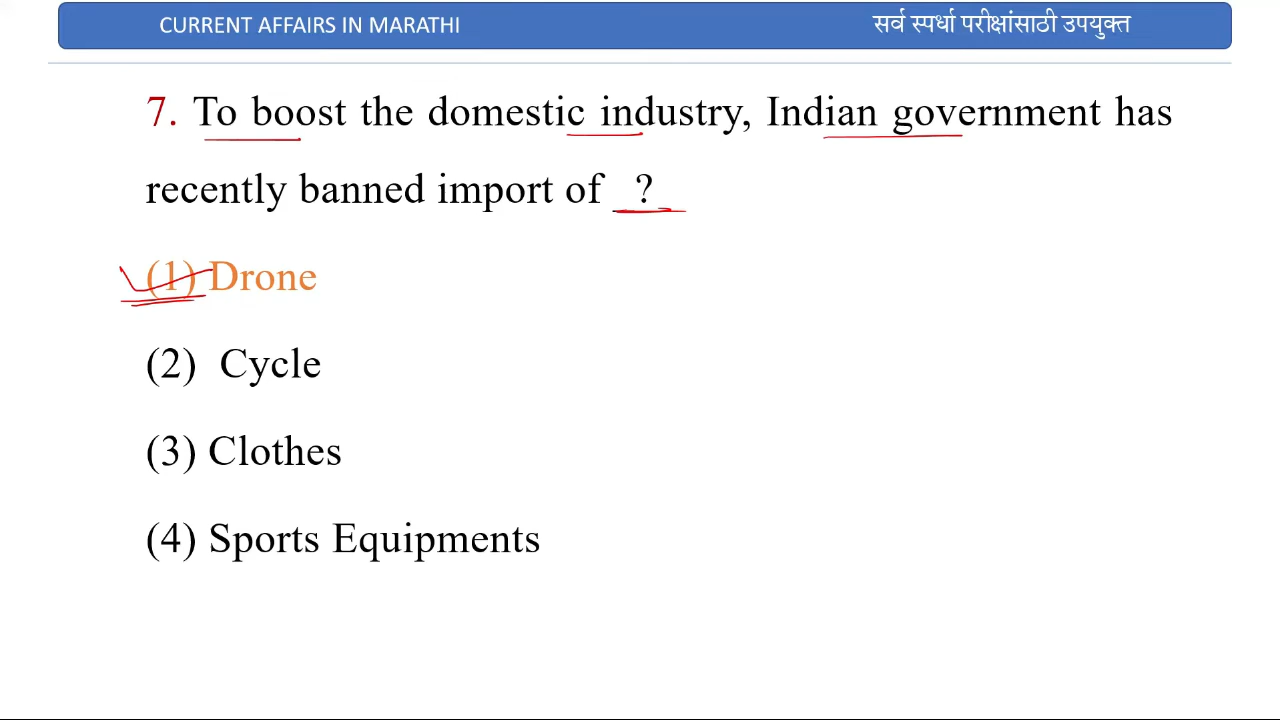 CURRENT AFFAIRS IN MARATHI
सर्व स्पर्धा परीक्षांसाठी उपयुक्त
7. To boost the domestic industry, Indian government has
recently banned import of ?
(1) Drone
(2) Cycle
(3) Clothes
(4) Sports Equipments